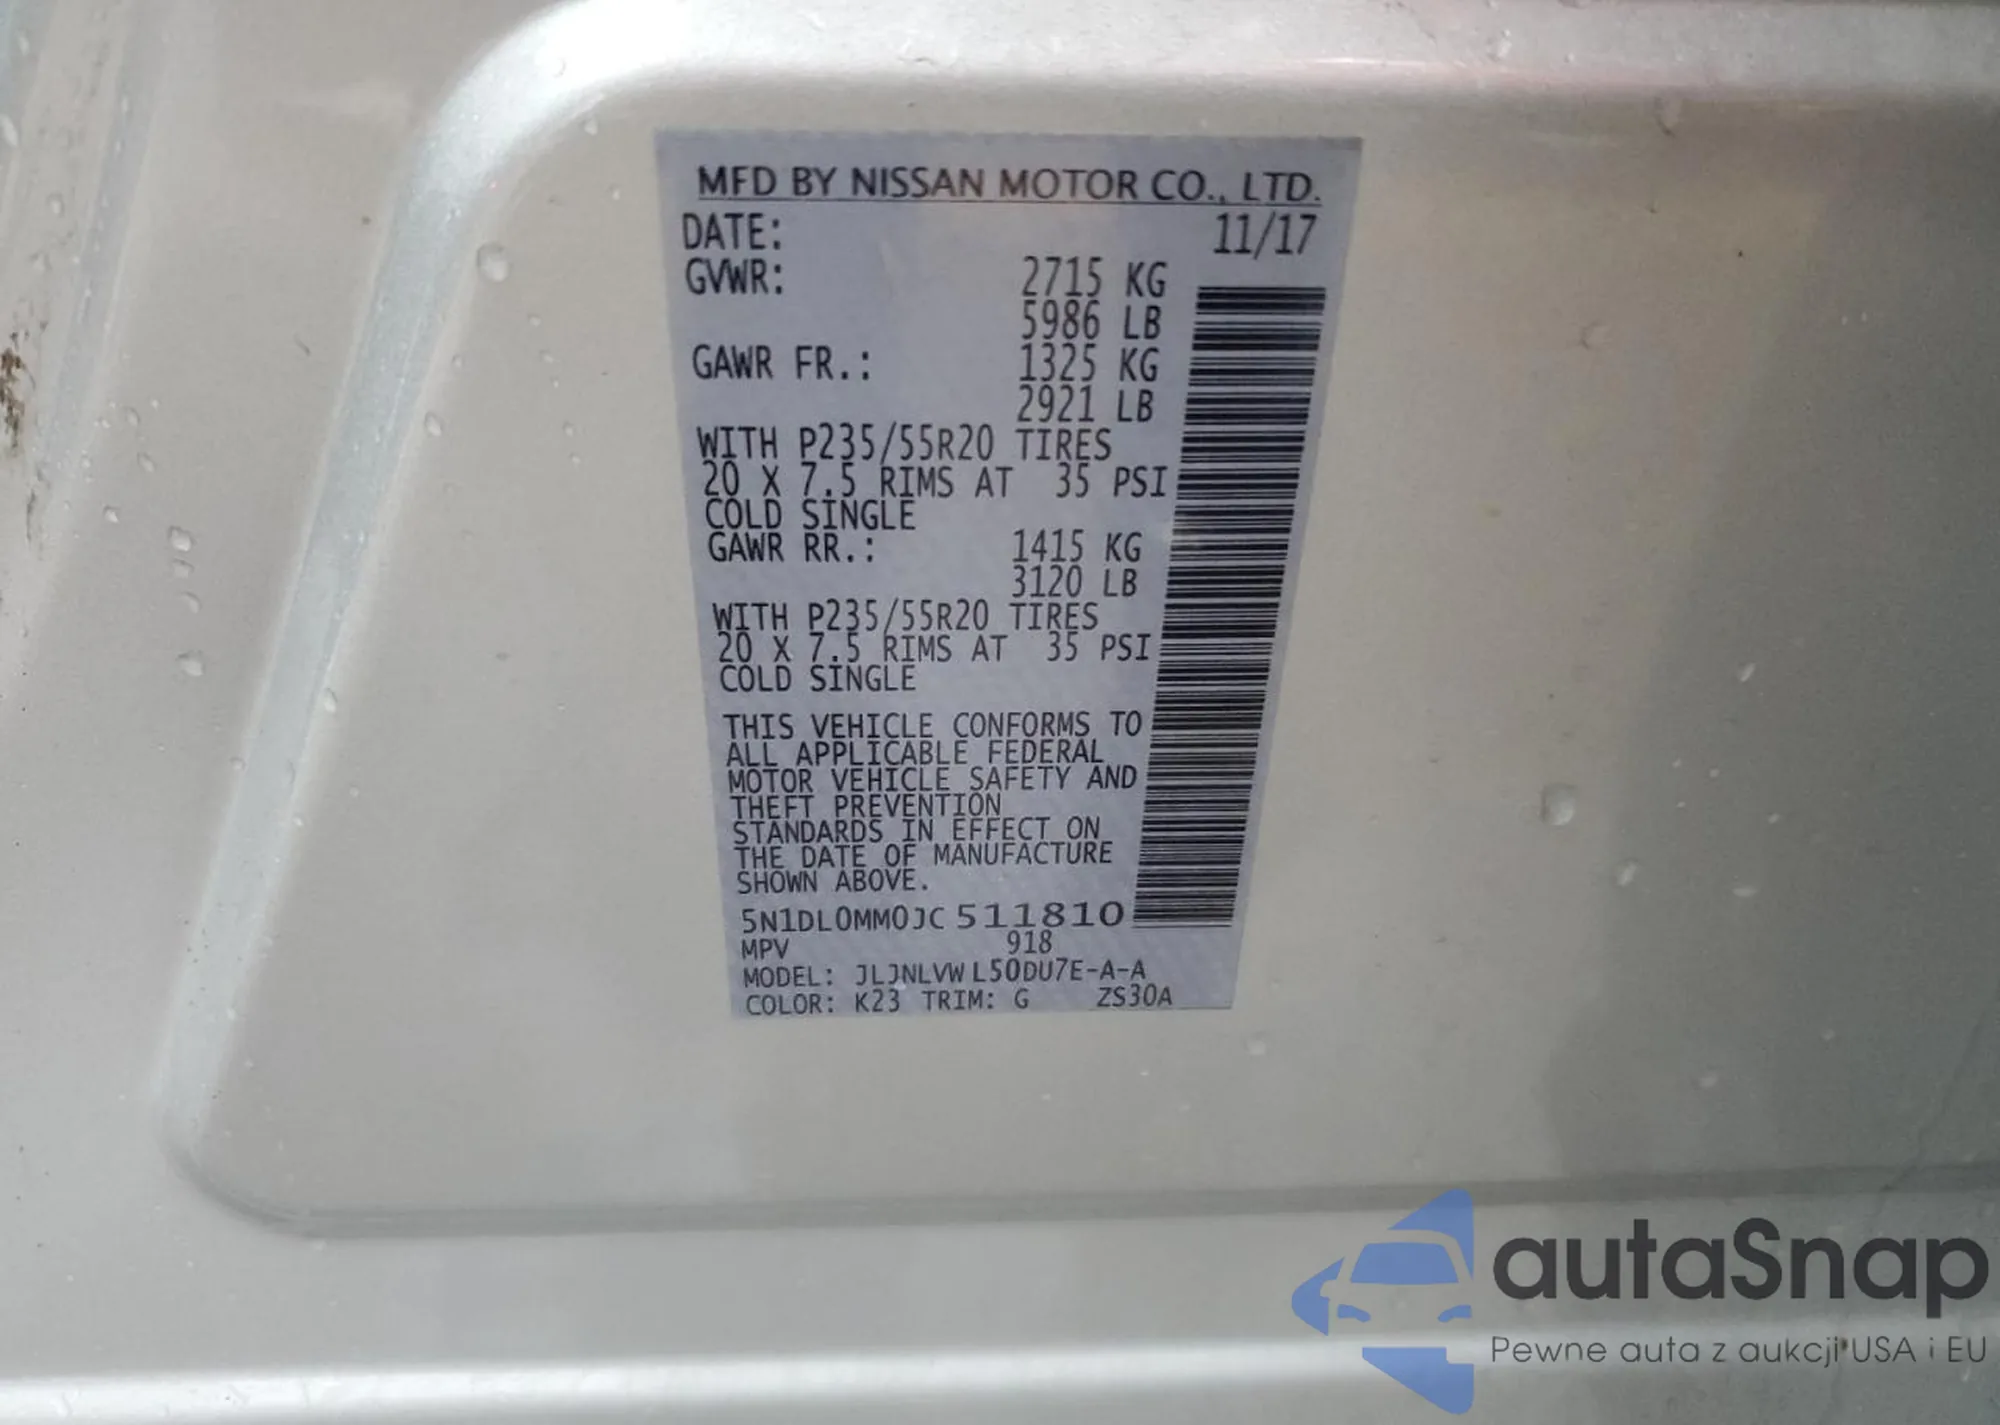 MFD BY NISSAN MOTOR CO., LTD.
DATE: 11/17
GVWR: 2715 KG
5986 LB
GAWR FR.: 1325 KG
2921 LB
WITH P235/55R20 TIRES
20 X 7.5 RIMS AT 35 PSI
COLD SINGLE
GAWR RR.: 1415 KG
3120 LB
WITH P235/55R20 TIRES
20 X 7.5 RIMS AT 35 PSI
COLD SINGLE
THIS VEHICLE CONFORMS TO
ALL APPLICABLE FEDERAL
MOTOR VEHICLE SAFETY AND
THEFT PREVENTION
STANDARDS IN EFFECT ON
THE DATE OF MANUFACTURE
SHOWN ABOVE.
5N1DL0MM0JC 511810
MPV 918
MODEL: JLJNLVW L50DU7E-A-A
COLOR: K23 TRIM: G ZS30A
autaSnap
Pewne auta z aukcji USA i EU